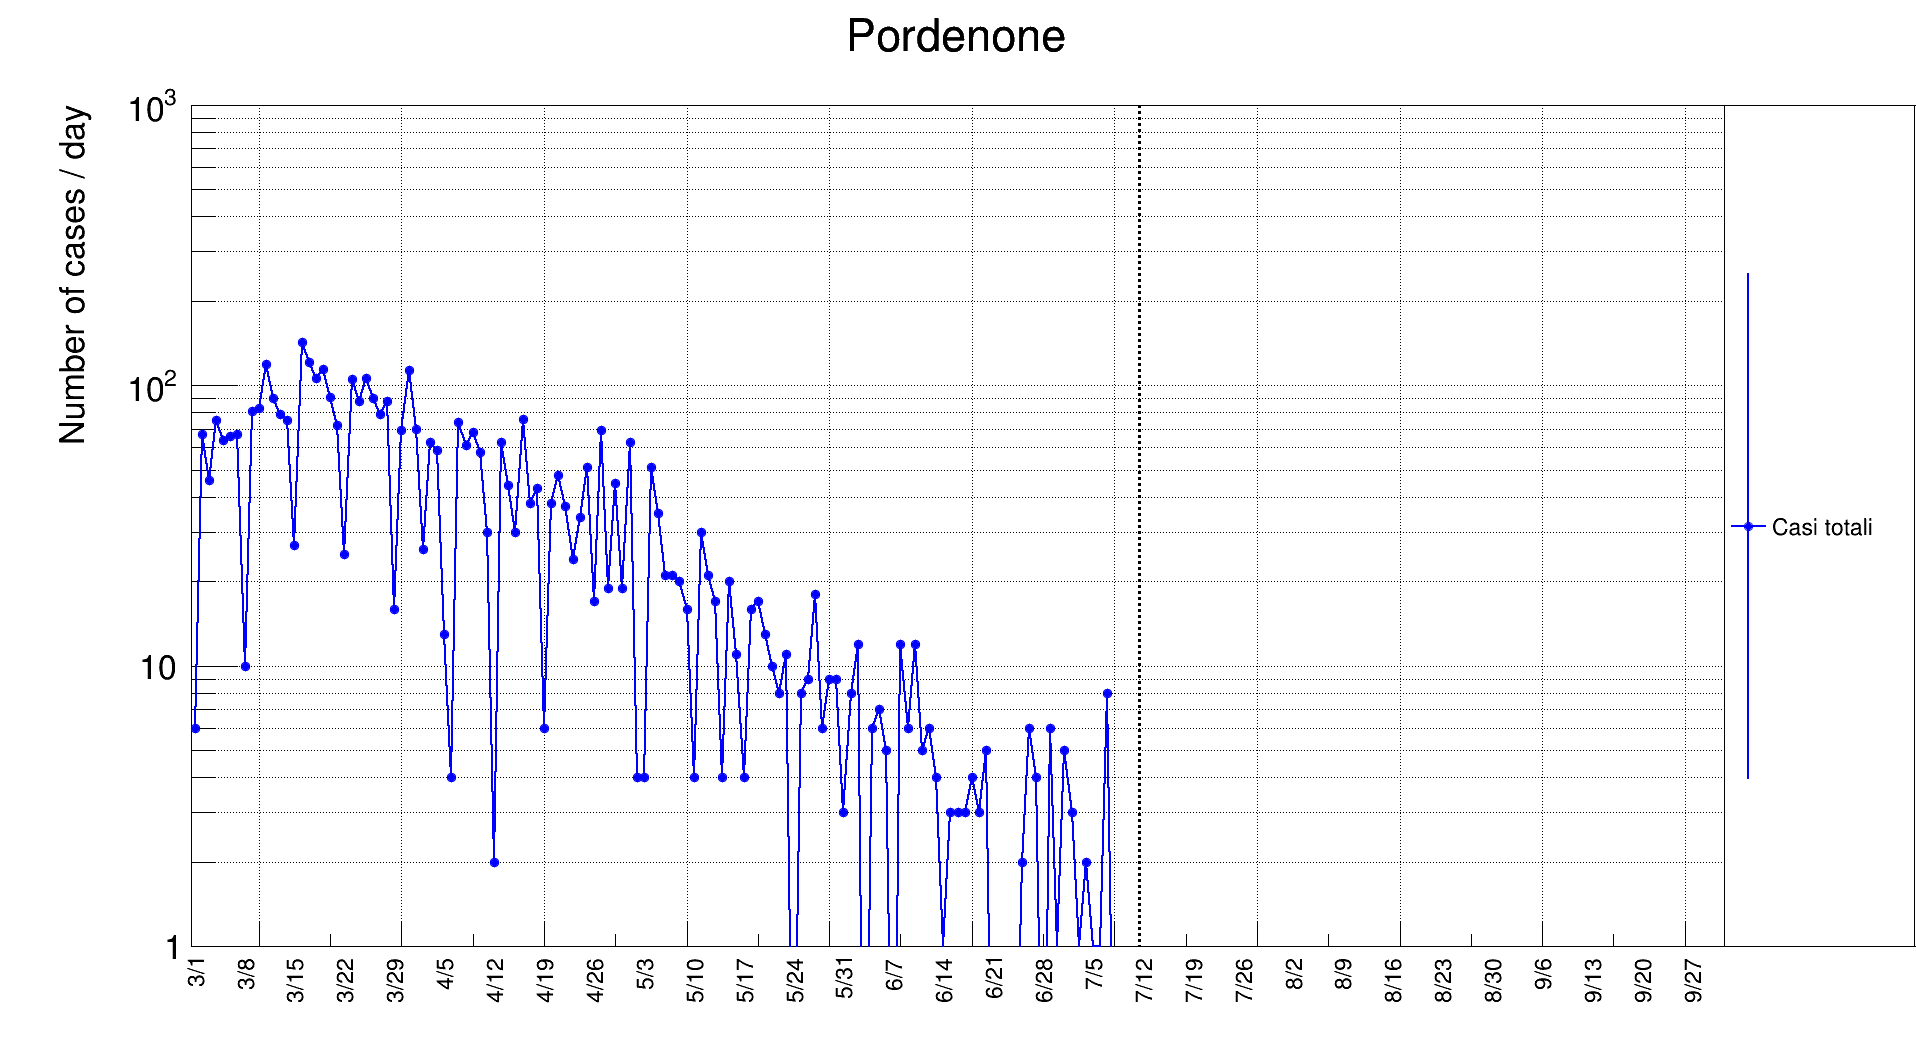 Pordenone
Number of cases / day
10³
10²
10
1
3/1 3/8 3/15 3/22 3/29 4/5 4/12 4/19 4/26 5/3 5/10 5/17 5/24 5/31 6/7 6/14 6/21 6/28 7/5 7/12 7/19 7/26 8/2 8/9 8/16 8/23 8/30 9/6 9/13 9/20 9/27
Casi totali